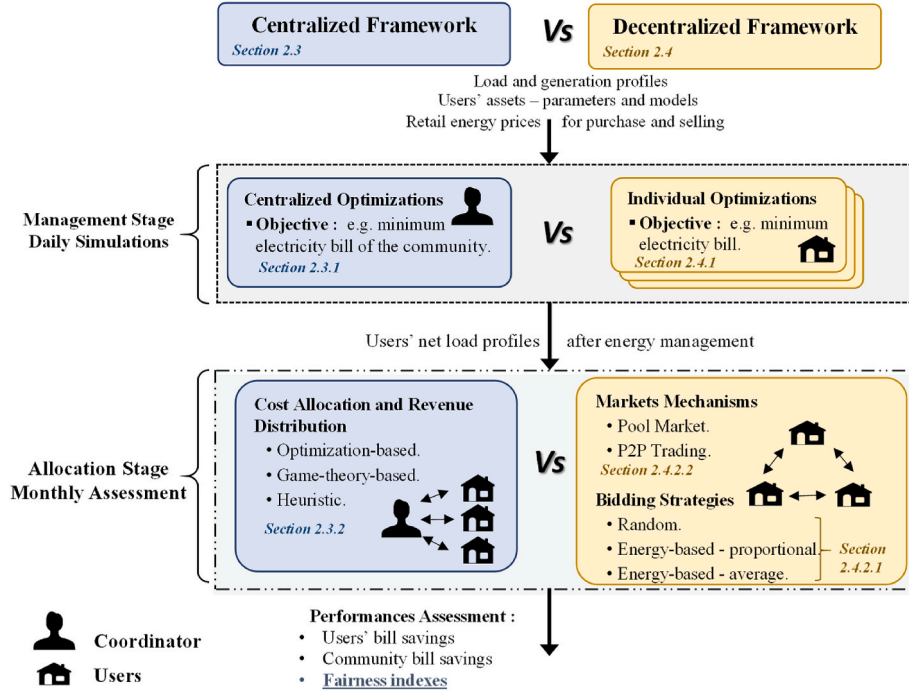 Centralized Framework
Section 2.3
Vs
Decentralized Framework
Section 2.4
Load and generation profiles
Users' assets – parameters and models
Retail energy prices for purchase and selling
Management Stage
Daily Simulations
Centralized Optimizations
▪ Objective : e.g. minimum
electricity bill of the community.
Section 2.3.1
Vs
Individual Optimizations
▪ Objective : e.g. minimum
electricity bill.
Section 2.4.1
Users' net load profiles after energy management
Allocation Stage
Monthly Assessment
Cost Allocation and Revenue
Distribution
• Optimization-based.
• Game-theory-based.
• Heuristic.
Section 2.3.2
Vs
Markets Mechanisms
• Pool Market.
• P2P Trading.
Section 2.4.2.2
Bidding Strategies
• Random.
• Energy-based - proportional.
• Energy-based - average.
Section
2.4.2.1
Coordinator
Users
Performances Assessment :
• Users' bill savings
• Community bill savings
• Fairness indexes